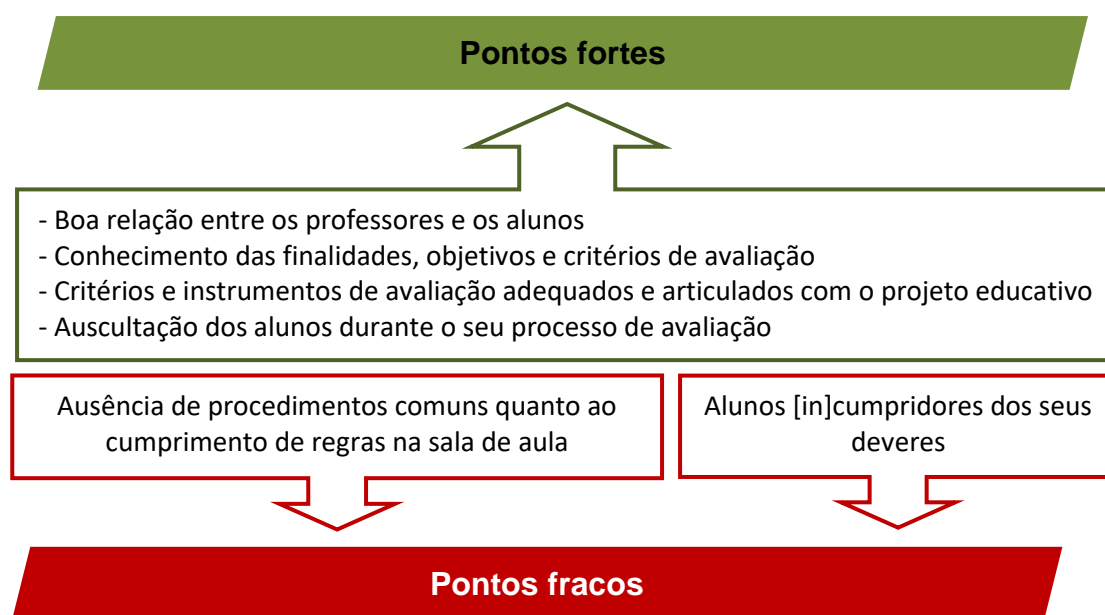 Pontos fortes
- Boa relação entre os professores e os alunos
- Conhecimento das finalidades, objetivos e critérios de avaliação
- Critérios e instrumentos de avaliação adequados e articulados com o projeto educativo
- Auscultação dos alunos durante o seu processo de avaliação
Ausência de procedimentos comuns quanto ao
cumprimento de regras na sala de aula
Alunos [in]cumpridores dos seus
deveres
Pontos fracos